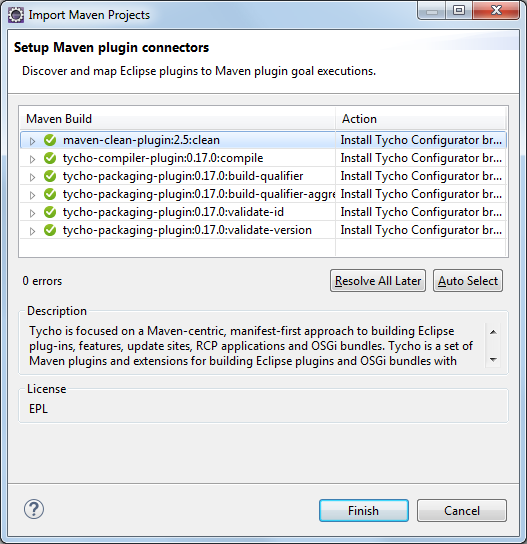 Import Maven Projects
Setup Maven plugin connectors
Discover and map Eclipse plugins to Maven plugin goal executions.
Maven Build Action
maven-clean-plugin:2.5:clean Install Tycho Configurator br...
tycho-compiler-plugin:0.17.0:compile Install Tycho Configurator br...
tycho-packaging-plugin:0.17.0:build-qualifier Install Tycho Configurator br...
tycho-packaging-plugin:0.17.0:build-qualifier-aggre Install Tycho Configurator br...
tycho-packaging-plugin:0.17.0:validate-id Install Tycho Configurator br...
tycho-packaging-plugin:0.17.0:validate-version Install Tycho Configurator br...
0 errors Resolve All Later Auto Select
Description
Tycho is focused on a Maven-centric, manifest-first approach to building Eclipse
plug-ins, features, update sites, RCP applications and OSGi bundles. Tycho is a set of
Maven plugins and extensions for building Eclipse plugins and OSGi bundles with
License
EPL
? Finish Cancel